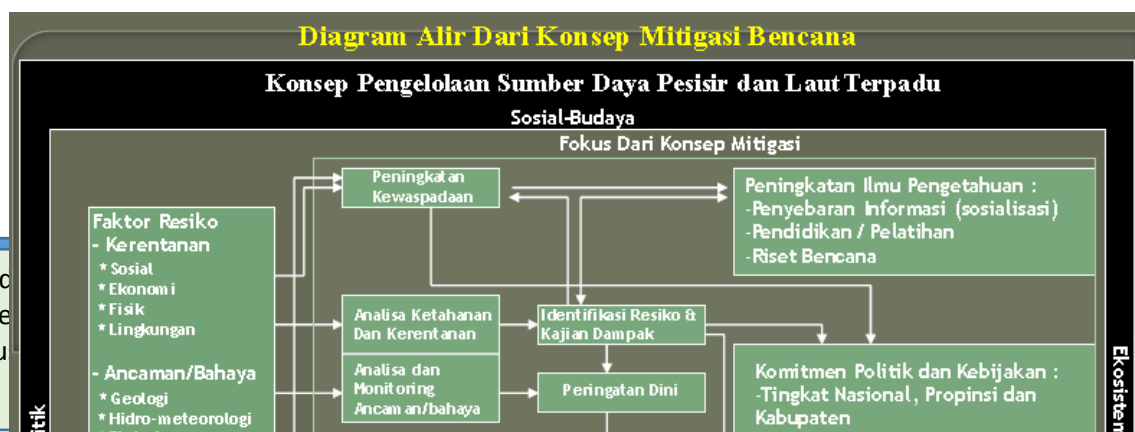 Diagram Alir Dari Konsep Mitigasi Bencana
Konsep Pengelolaan Sumber Daya Pesisir dan Laut Terpadu
Sosial-Budaya
Fokus Dari Konsep Mitigasi
Peningkatan
Kewaspadaan
Peningkatan Ilmu Pengetahuan :
-Penyebaran Informasi (sosialisasi)
-Pendidikan / Pelatihan
-Riset Bencana
Faktor Resiko
- Kerentanan
* Sosial
* Ekonomi
* Fisik
* Lingkungan
- Ancaman/Bahaya
* Geologi
* Hidro-meteorologi
Analisa Ketahanan
Dan Kerentanan
Analisa dan
Monitoring
Ancaman/bahaya
Identifikasi Resiko &
Kajian Dampak
Peringatan Dini
Komitmen Politik dan Kebijakan :
-Tingkat Nasional, Propinsi dan
Kabupaten
Ekosistem